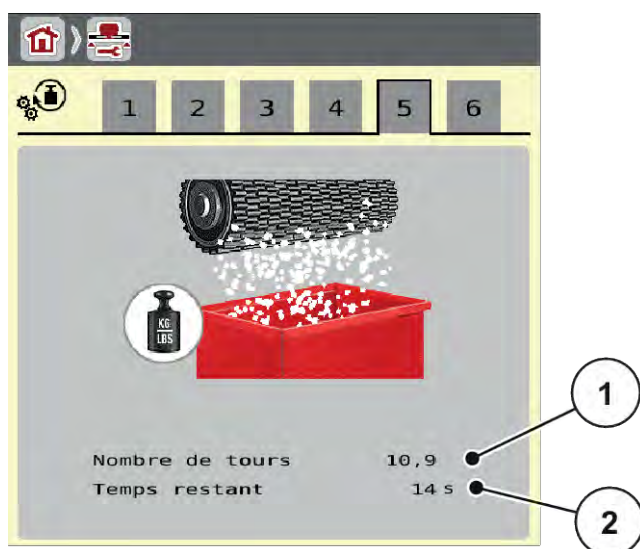 1 2 3 4 5 6
KG
LBS
Nombre de tours 10,9
Temps restant 14 s
1
2